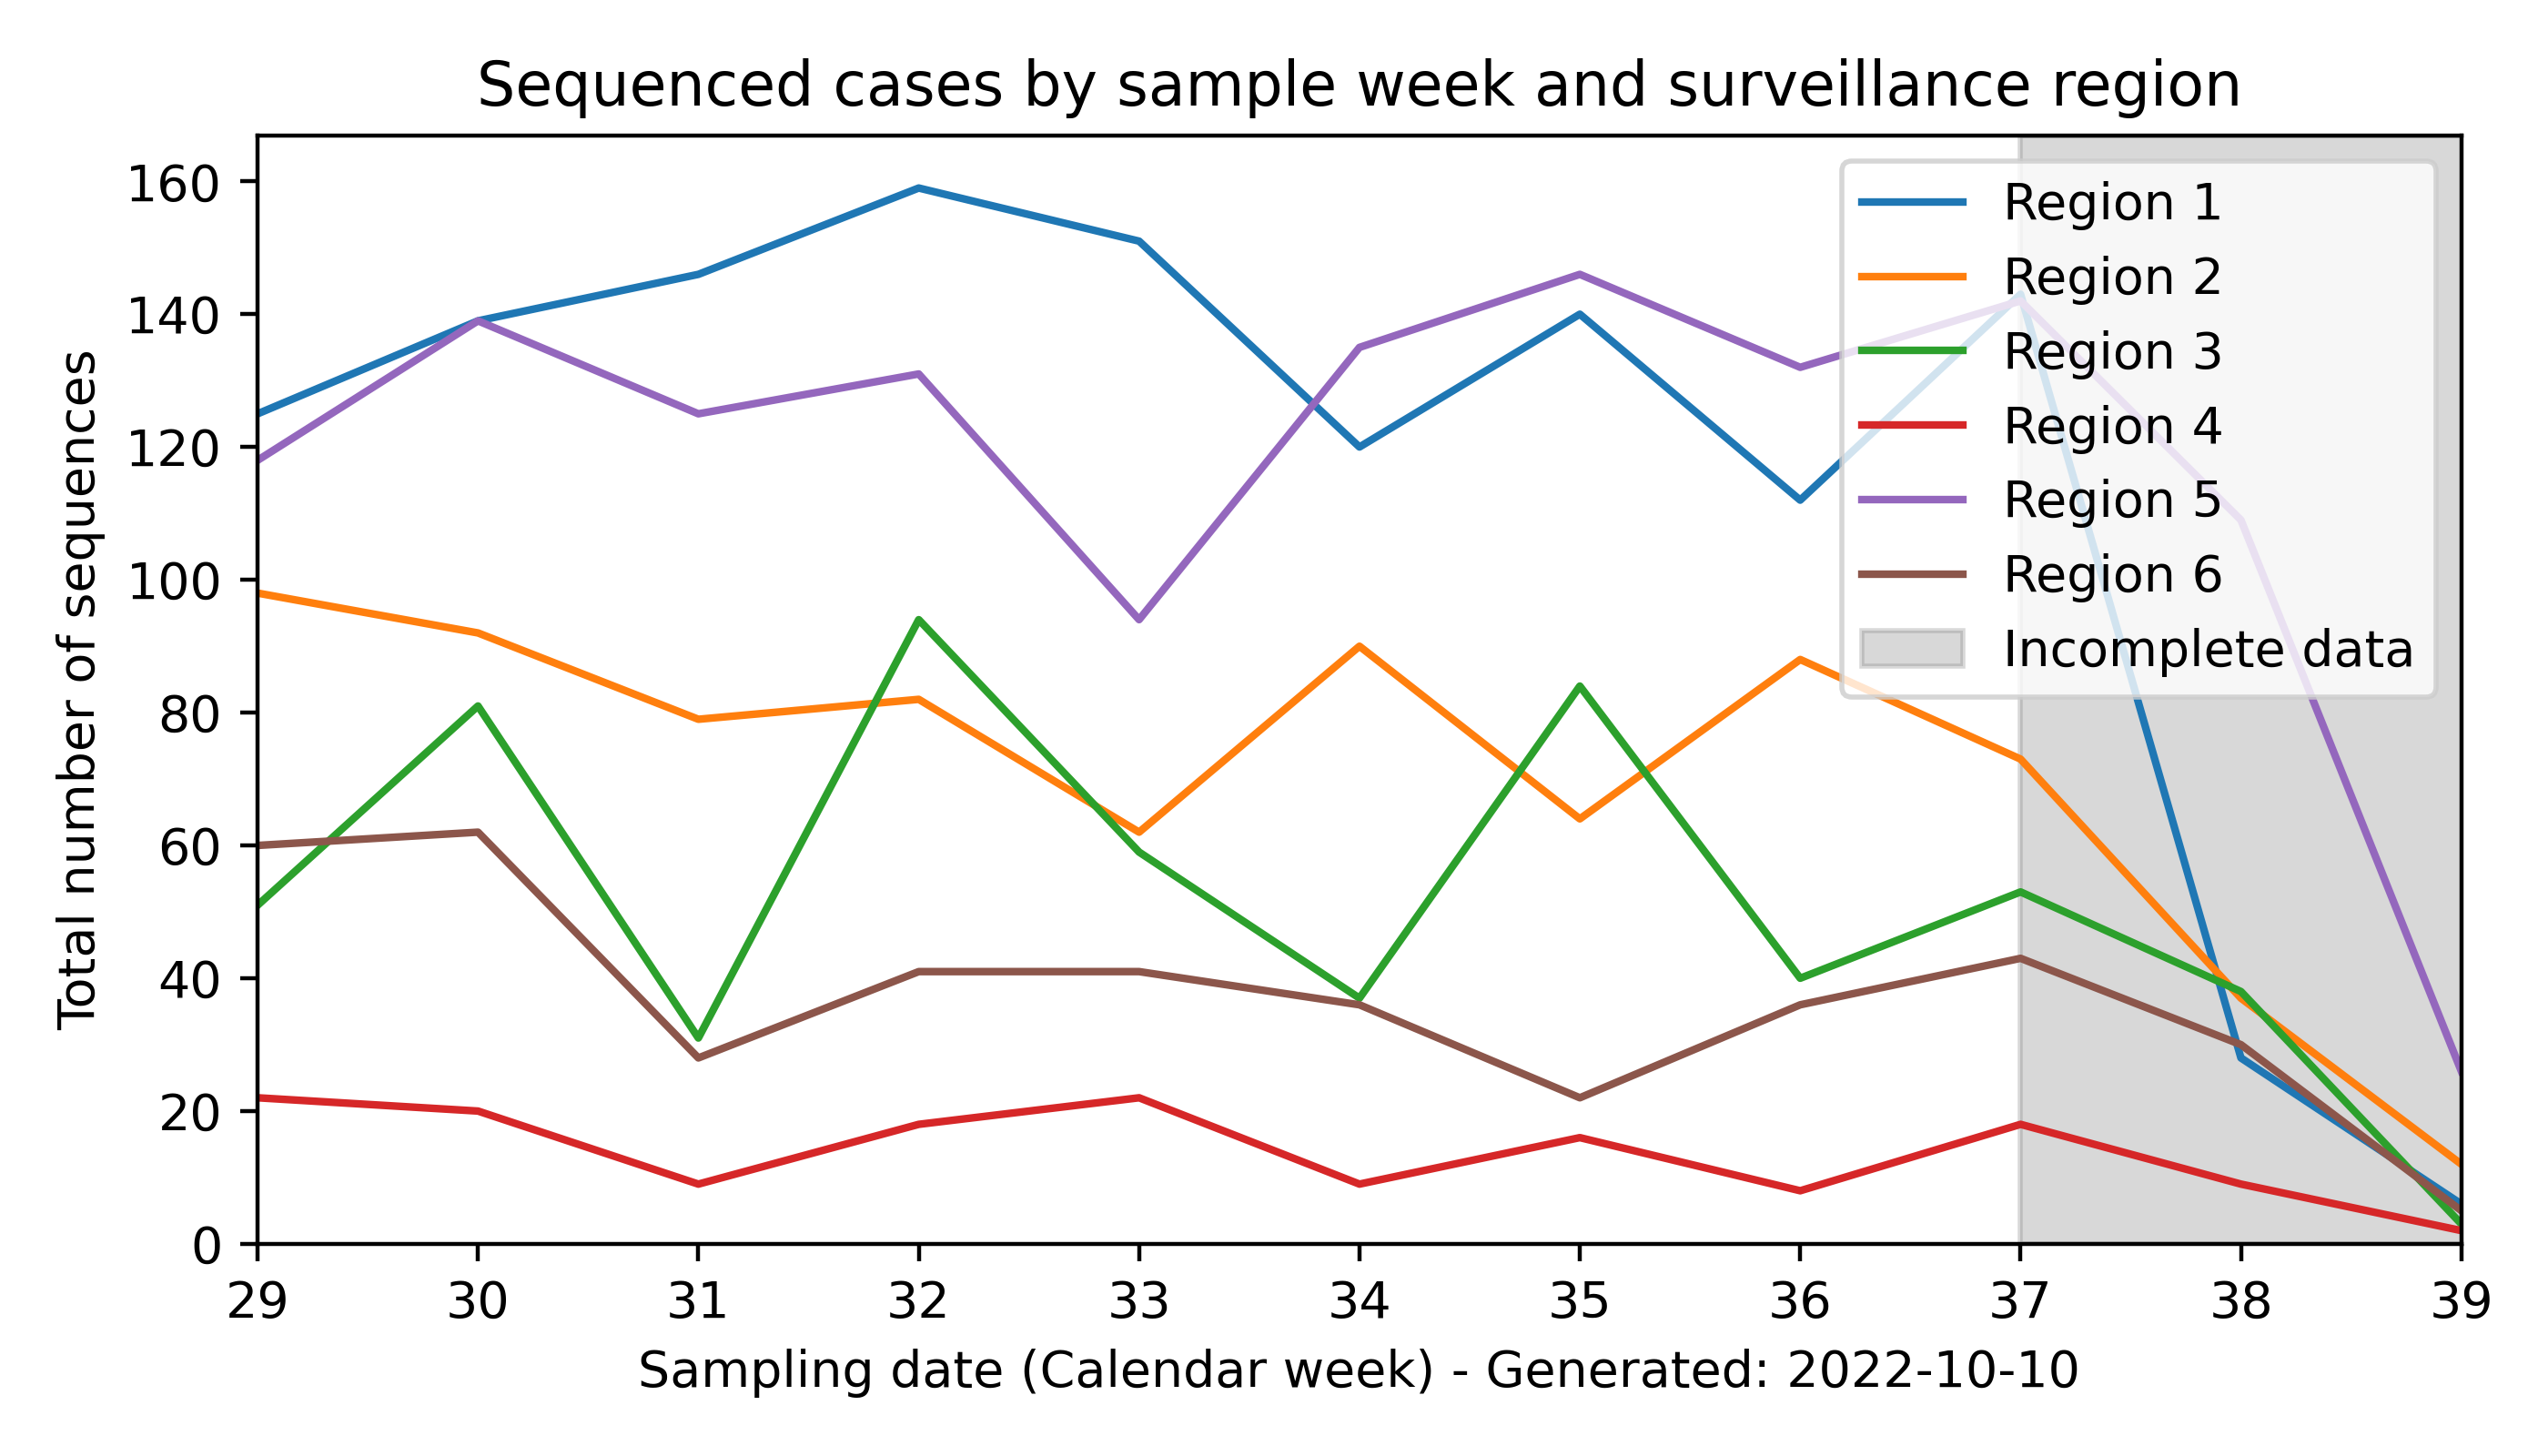 Sequenced cases by sample week and surveillance region
Total number of sequences
160
140
120
100
80
60
40
20
0
Region 1
Region 2
Region 3
Region 4
Region 5
Region 6
Incomplete data
29 30 31 32 33 34 35 36 37 38 39
Sampling date (Calendar week) - Generated: 2022-10-10